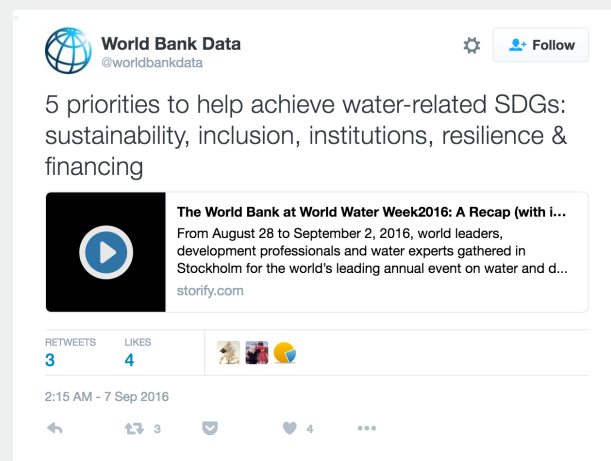 World Bank Data
@worldbankdata
Follow
5 priorities to help achieve water-related SDGs:
sustainability, inclusion, institutions, resilience &
financing
The World Bank at World Water Week2016: A Recap (with i...
From August 28 to September 2, 2016, world leaders,
development professionals and water experts gathered in
Stockholm for the world's leading annual event on water and d...
storify.com
RETWEETS LIKES
3 4
2:15 AM - 7 Sep 2016
3 4